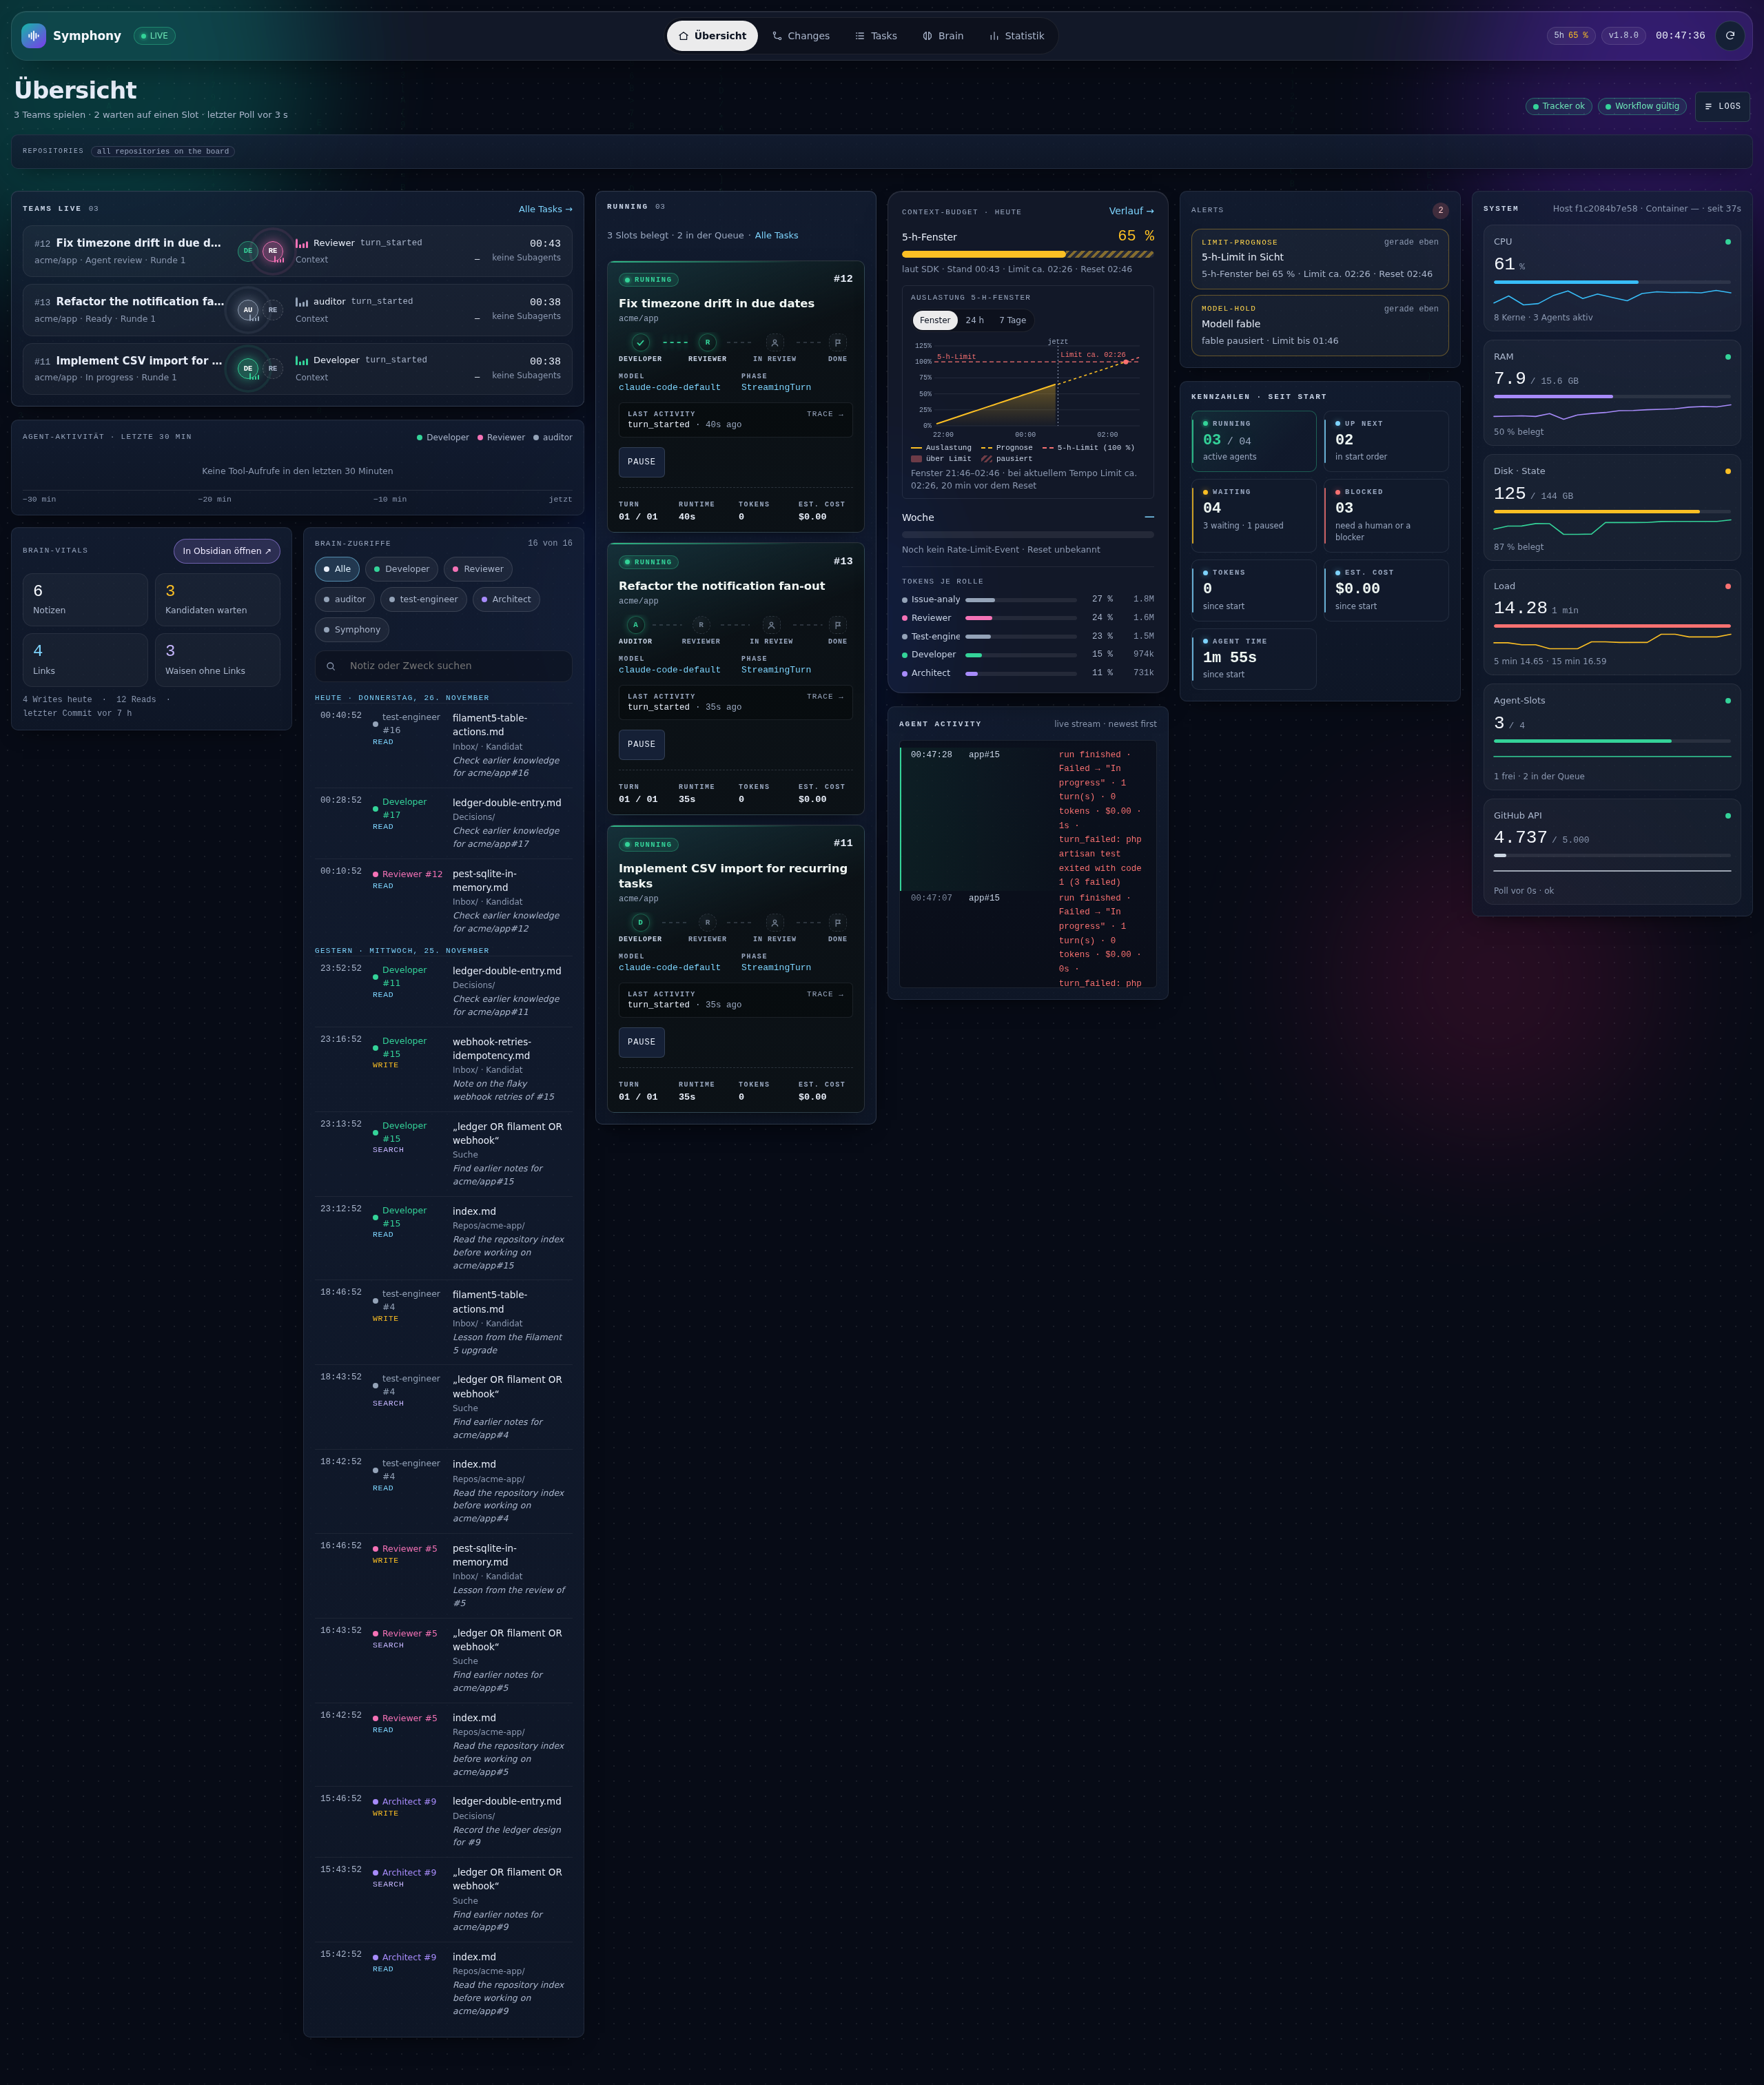 Symphony
LIVE
Übersicht
Changes
Tasks
Brain
Statistik
5h 65 %
v1.8.0
00:47:36
Übersicht
3 Teams spielen · 2 warten auf einen Slot · letzter Poll vor 3 s
Tracker ok
Workflow gültig
LOGS
REPOSITORIES
all repositories on the board
TEAMS LIVE 03
Alle Tasks →
#12 Fix timezone drift in due d…
acme/app · Agent review · Runde 1
DE
RE
Reviewer turn_started
00:43
Context
—
keine Subagents
#13 Refactor the notification fa…
acme/app · Ready · Runde 1
AU
RE
auditor turn_started
00:38
Context
—
keine Subagents
#11 Implement CSV import for …
acme/app · In progress · Runde 1
DE
RE
Developer turn_started
00:38
Context
—
keine Subagents
AGENT-AKTIVITÄT · LETZTE 30 MIN
Developer
Reviewer
auditor
Keine Tool-Aufrufe in den letzten 30 Minuten
−30 min
−20 min
−10 min
jetzt
BRAIN-VITALS
In Obsidian öffnen ↗
6
Notizen
3
Kandidaten warten
4
Links
3
Waisen ohne Links
4 Writes heute · 12 Reads ·
letzter Commit vor 7 h
BRAIN-ZUGRIFFE
16 von 16
Alle
Developer
Reviewer
auditor
test-engineer
Architect
Symphony
Notiz oder Zweck suchen
HEUTE · DONNERSTAG, 26. NOVEMBER
00:40:52
test-engineer
#16
READ
filament5-table-
actions.md
Inbox/ · Kandidat
Check earlier knowledge
for acme/app#16
00:28:52
Developer
#17
READ
ledger-double-entry.md
Decisions/
Check earlier knowledge
for acme/app#17
00:10:52
Reviewer #12
READ
pest-sqlite-in-
memory.md
Inbox/ · Kandidat
Check earlier knowledge
for acme/app#12
GESTERN · MITTWOCH, 25. NOVEMBER
23:52:52
Developer
#11
READ
ledger-double-entry.md
Decisions/
Check earlier knowledge
for acme/app#11
23:16:52
Developer
#15
WRITE
webhook-retries-
idempotency.md
Inbox/ · Kandidat
Note on the flaky
webhook retries of #15
23:13:52
Developer
#15
SEARCH
„ledger OR filament OR
webhook“
Suche
Find earlier notes for
acme/app#15
23:12:52
Developer
#15
READ
index.md
Repos/acme-app/
Read the repository index
before working on
acme/app#15
18:46:52
test-engineer
#4
WRITE
filament5-table-
actions.md
Inbox/ · Kandidat
Lesson from the Filament
5 upgrade
18:43:52
test-engineer
#4
SEARCH
„ledger OR filament OR
webhook“
Suche
Find earlier notes for
acme/app#4
18:42:52
test-engineer
#4
READ
index.md
Repos/acme-app/
Read the repository index
before working on
acme/app#4
16:46:52
Reviewer #5
WRITE
pest-sqlite-in-
memory.md
Inbox/ · Kandidat
Lesson from the review of
#5
16:43:52
Reviewer #5
SEARCH
„ledger OR filament OR
webhook“
Suche
Find earlier notes for
acme/app#5
16:42:52
Reviewer #5
READ
index.md
Repos/acme-app/
Read the repository index
before working on
acme/app#5
15:46:52
Architect #9
WRITE
ledger-double-entry.md
Decisions/
Record the ledger design
for #9
15:43:52
Architect #9
SEARCH
„ledger OR filament OR
webhook“
Suche
Find earlier notes for
acme/app#9
15:42:52
Architect #9
READ
index.md
Repos/acme-app/
Read the repository index
before working on
acme/app#9
RUNNING 03
3 Slots belegt · 2 in der Queue · Alle Tasks
RUNNING
#12
Fix timezone drift in due dates
acme/app
R
DEVELOPER
REVIEWER
IN REVIEW
DONE
MODEL
PHASE
claude-code-default
StreamingTurn
LAST ACTIVITY
TRACE →
turn_started · 40s ago
PAUSE
TURN
RUNTIME
TOKENS
EST. COST
01 / 01
40s
0
$0.00
RUNNING
#13
Refactor the notification fan-out
acme/app
A
R
AUDITOR
REVIEWER
IN REVIEW
DONE
MODEL
PHASE
claude-code-default
StreamingTurn
LAST ACTIVITY
TRACE →
turn_started · 35s ago
PAUSE
TURN
RUNTIME
TOKENS
EST. COST
01 / 01
35s
0
$0.00
RUNNING
#11
Implement CSV import for recurring
tasks
acme/app
D
R
DEVELOPER
REVIEWER
IN REVIEW
DONE
MODEL
PHASE
claude-code-default
StreamingTurn
LAST ACTIVITY
TRACE →
turn_started · 35s ago
PAUSE
TURN
RUNTIME
TOKENS
EST. COST
01 / 01
35s
0
$0.00
CONTEXT-BUDGET · HEUTE
Verlauf →
5-h-Fenster
65 %
laut SDK · Stand 00:43 · Limit ca. 02:26 · Reset 02:46
AUSLASTUNG 5-H-FENSTER
Fenster
24 h
7 Tage
jetzt
125%
5-h-Limit
Limit ca. 02:26
100%
75%
50%
25%
0%
22:00
00:00
02:00
Auslastung
Prognose
5-h-Limit (100 %)
über Limit
pausiert
Fenster 21:46–02:46 · bei aktuellem Tempo Limit ca.
02:26, 20 min vor dem Reset
Woche
—
Noch kein Rate-Limit-Event · Reset unbekannt
TOKENS JE ROLLE
Issue-analy
27 %
1.8M
Reviewer
24 %
1.6M
Test-engine
23 %
1.5M
Developer
15 %
974k
Architect
11 %
731k
AGENT ACTIVITY
live stream · newest first
00:47:28
app#15
run finished ·
Failed → "In
progress" · 1
turn(s) · 0
tokens · $0.00 ·
1s ·
turn_failed: php
artisan test
exited with code
1 (3 failed)
00:47:07
app#15
run finished ·
Failed → "In
progress" · 1
turn(s) · 0
tokens · $0.00 ·
0s ·
turn_failed: php
ALERTS
2
LIMIT-PROGNOSE
gerade eben
5-h-Limit in Sicht
5-h-Fenster bei 65 % · Limit ca. 02:26 · Reset 02:46
MODEL-HOLD
gerade eben
Modell fable
fable pausiert · Limit bis 01:46
KENNZAHLEN · SEIT START
RUNNING
03 / 04
active agents
UP NEXT
02
in start order
WAITING
04
3 waiting · 1 paused
BLOCKED
03
need a human or a
blocker
TOKENS
0
since start
EST. COST
$0.00
since start
AGENT TIME
1m 55s
since start
SYSTEM
Host f1c2084b7e58 · Container — · seit 37s
CPU
61 %
8 Kerne · 3 Agents aktiv
RAM
7.9 / 15.6 GB
50 % belegt
Disk · State
125 / 144 GB
87 % belegt
Load
14.28 1 min
5 min 14.65 · 15 min 16.59
Agent-Slots
3 / 4
1 frei · 2 in der Queue
GitHub API
4.737 / 5.000
Poll vor 0s · ok